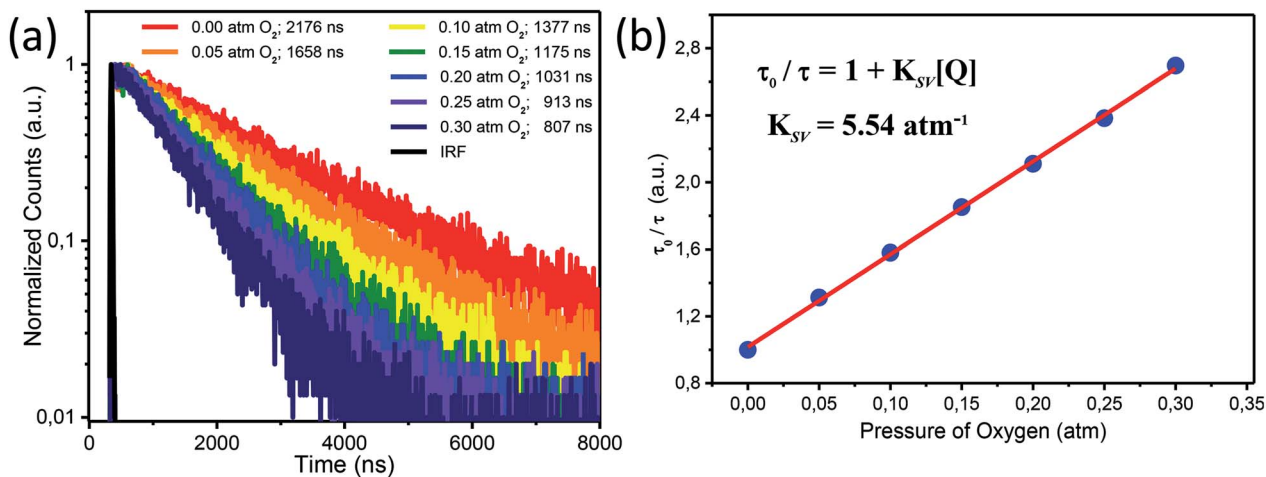 (a)
0.00 atm O₂; 2176 ns
0.05 atm O₂; 1658 ns
0.10 atm O₂; 1377 ns
0.15 atm O₂; 1175 ns
0.20 atm O₂; 1031 ns
0.25 atm O₂; 913 ns
0.30 atm O₂; 807 ns
IRF
Normalized Counts (a.u.)
1
0,1
0,01
0 2000 4000 6000 8000
Time (ns)
(b)
τ₀ / τ = 1 + K_SV[Q]
K_SV = 5.54 atm⁻¹
τ₀ / τ (a.u.)
2,8
2,4
2,0
1,6
1,2
0,8
0,00 0,05 0,10 0,15 0,20 0,25 0,30 0,35
Pressure of Oxygen (atm)